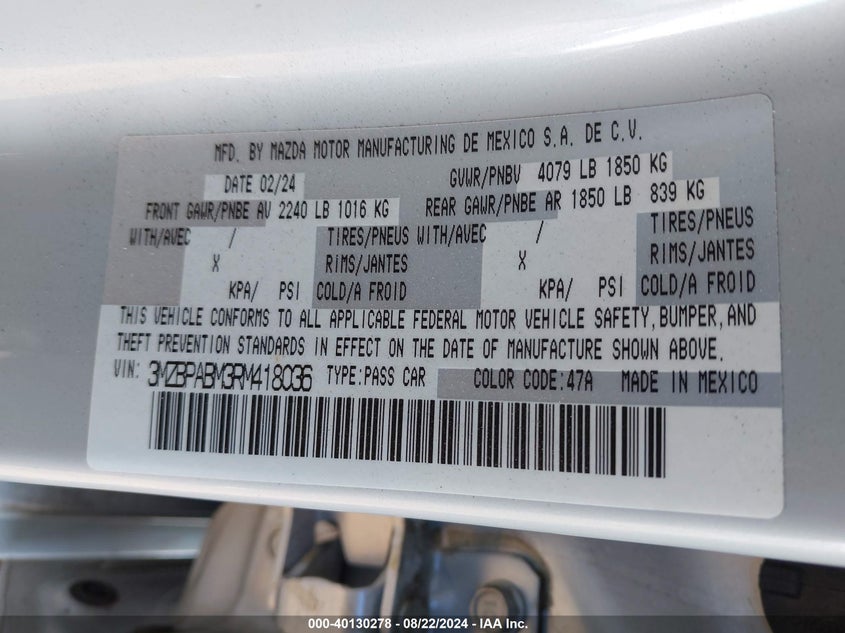 MFD. BY MAZDA MOTOR MANUFACTURING DE MEXICO S.A. DE C.V.
DATE 02/24 GVWR/PNBV 4079 LB 1850 KG
FRONT GAWR/PNBE AV 2240 LB 1016 KG REAR GAWR/PNBE AR 1850 LB 839 KG
WITH/AVEC / TIRES/PNEUS WITH/AVEC / TIRES/PNEUS
X RIMS/JANTES X RIMS/JANTES
KPA/ PSI COLD/A FROID KPA/ PSI COLD/A FROID
THIS VEHICLE CONFORMS TO ALL APPLICABLE FEDERAL MOTOR VEHICLE SAFETY, BUMPER, AND
THEFT PREVENTION STANDARDS IN EFFECT ON THE DATE OF MANUFACTURE SHOWN ABOVE.
VIN: 3MZBPABM3RM418036 TYPE:PASS CAR COLOR CODE:47A MADE IN MEXICO
000-40130278 - 08/22/2024 - IAA Inc.